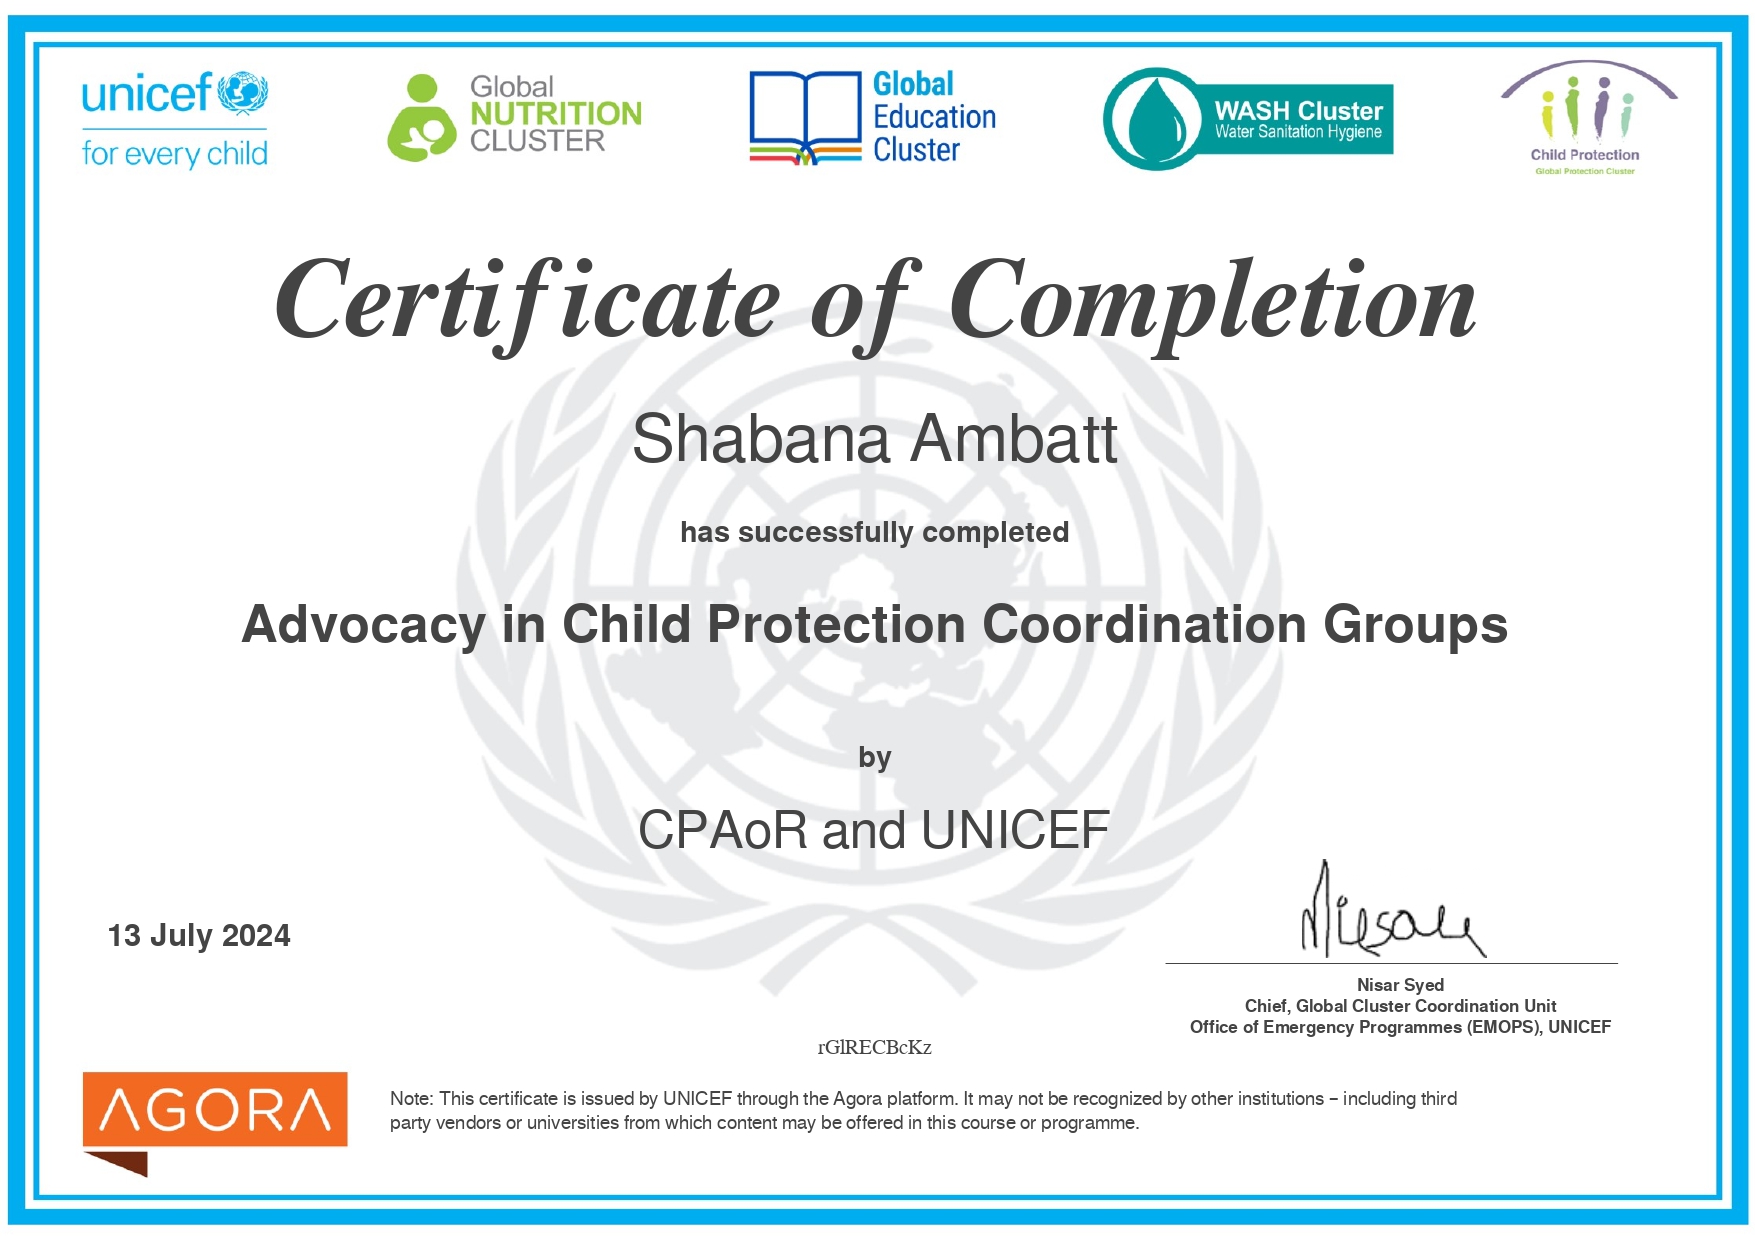 unicef
for every child
Global
NUTRITION
CLUSTER
Global
Education
Cluster
WASH Cluster
Water Sanitation Hygiene
Child Protection
Global Protection Cluster
Certificate of Completion
Shabana Ambatt
has successfully completed
Advocacy in Child Protection Coordination Groups
by
CPAoR and UNICEF
13 July 2024
Nisar Syed
Chief, Global Cluster Coordination Unit
Office of Emergency Programmes (EMOPS), UNICEF
rGlRECBcKz
AGORA
Note: This certificate is issued by UNICEF through the Agora platform. It may not be recognized by other institutions – including third
party vendors or universities from which content may be offered in this course or programme.